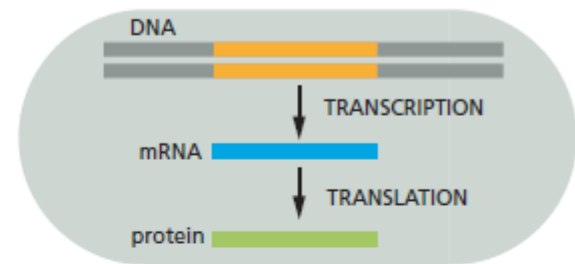 DNA
TRANSCRIPTION
mRNA
TRANSLATION
protein